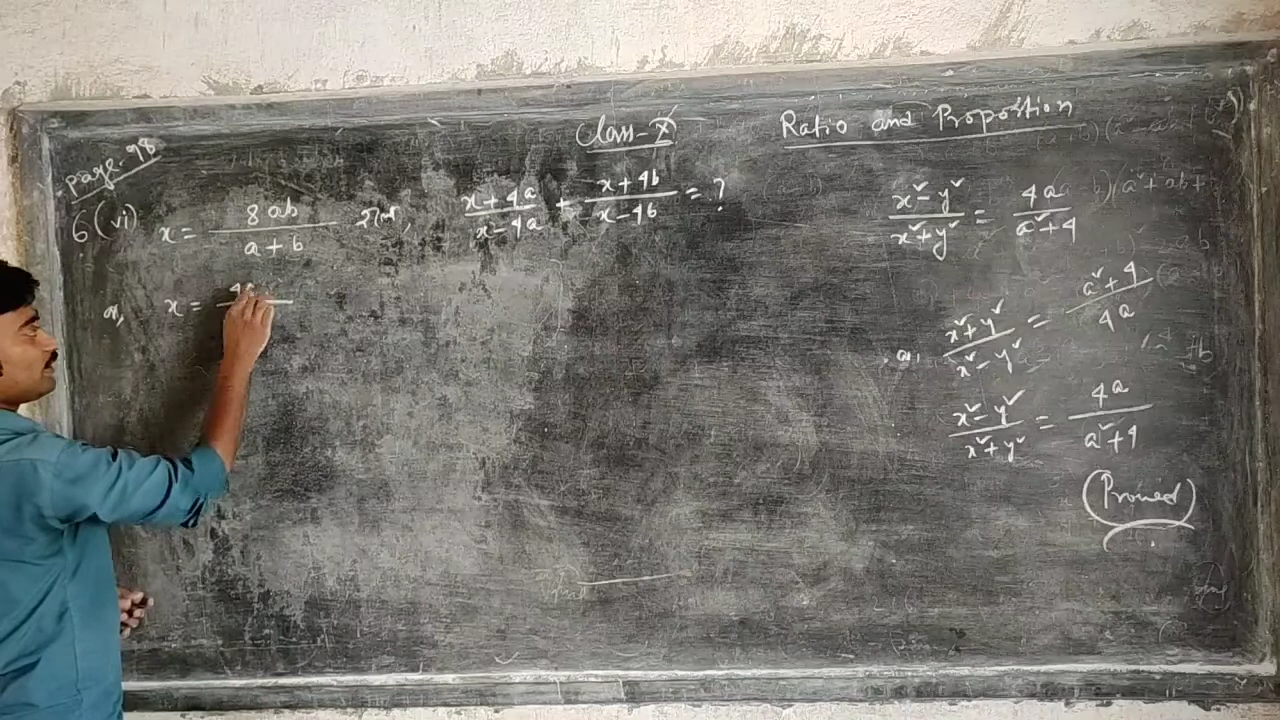 Class-X
Ratio and Proportion
page-98
6(vi) x = 8ab / a+b হলে, x+4a / x-4a + x+4b / x-4b = ?
x =
x²-y² / x²+y² = 4a / a²+4
x²+y² / x²-y² = a²+4 / 4a
x²-y² / x²+y² = 4a / a²+4
(Proved)